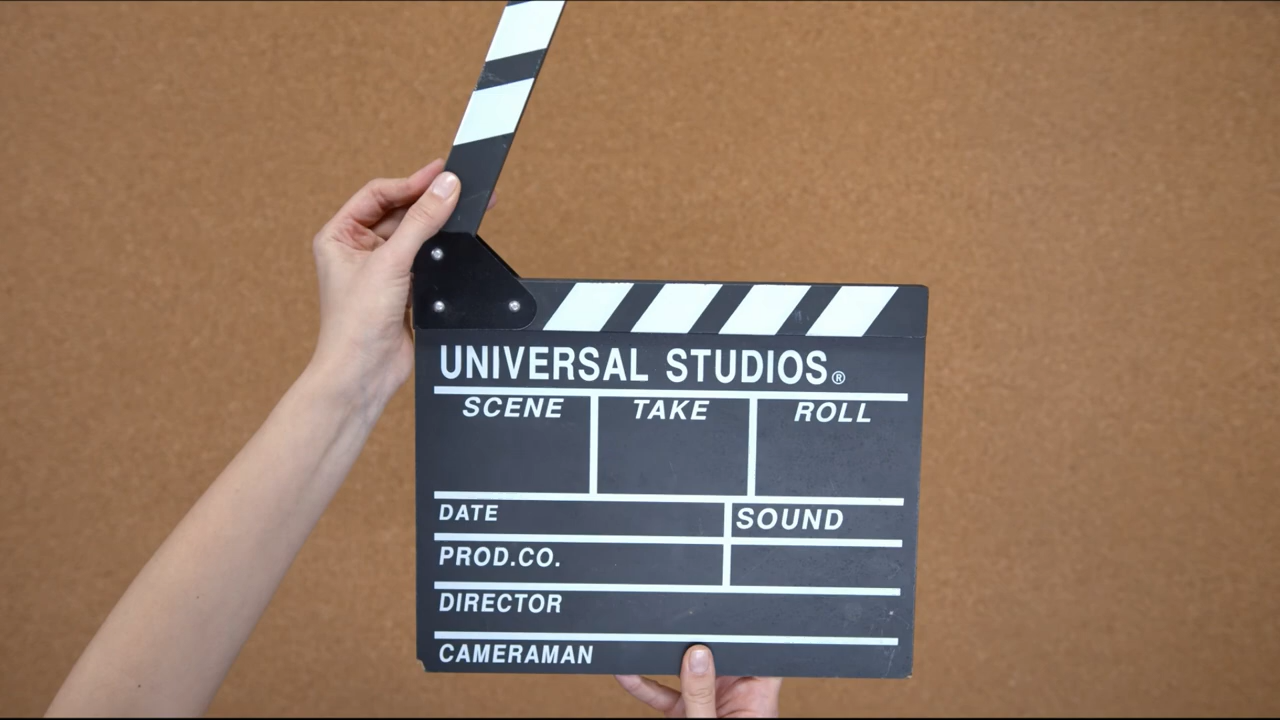 UNIVERSAL STUDIOS®
SCENE TAKE ROLL
DATE SOUND
PROD.CO.
DIRECTOR
CAMERAMAN